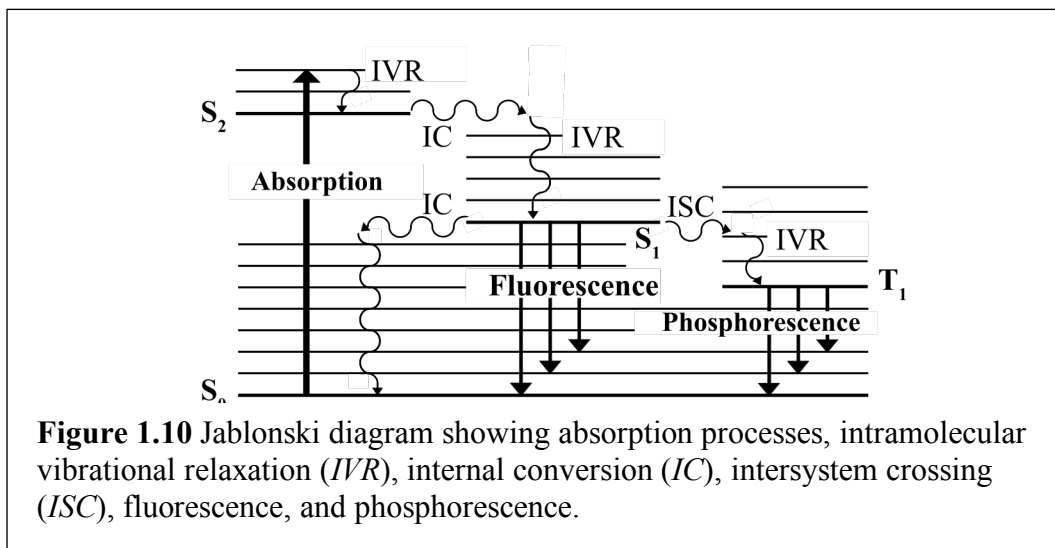 IVR
S₂
IC
IVR
Absorption
IC
ISC
S₁
IVR
Fluorescence
T₁
Phosphorescence
S₀
Figure 1.10 Jablonski diagram showing absorption processes, intramolecular
vibrational relaxation (IVR), internal conversion (IC), intersystem crossing
(ISC), fluorescence, and phosphorescence.